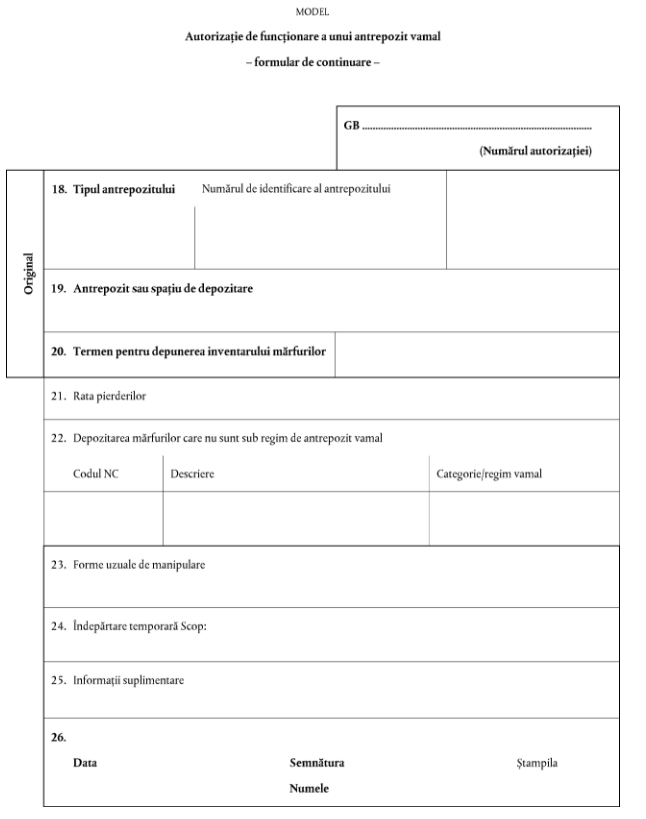 MODEL
Autorizație de funcționare a unui antrepozit vamal
– formular de continuare –
GB ................................................................................
(Numărul autorizației)
Original
18. Tipul antrepozitului Numărul de identificare al antrepozitului
19. Antrepozit sau spațiu de depozitare
20. Termen pentru depunerea inventarului mărfurilor
21. Rata pierderilor
22. Depozitarea mărfurilor care nu sunt sub regim de antrepozit vamal
Codul NC Descriere Categorie/regim vamal
23. Forme uzuale de manipulare
24. Îndepărtare temporară Scop:
25. Informații suplimentare
26.
Data Semnătura Ștampila
Numele